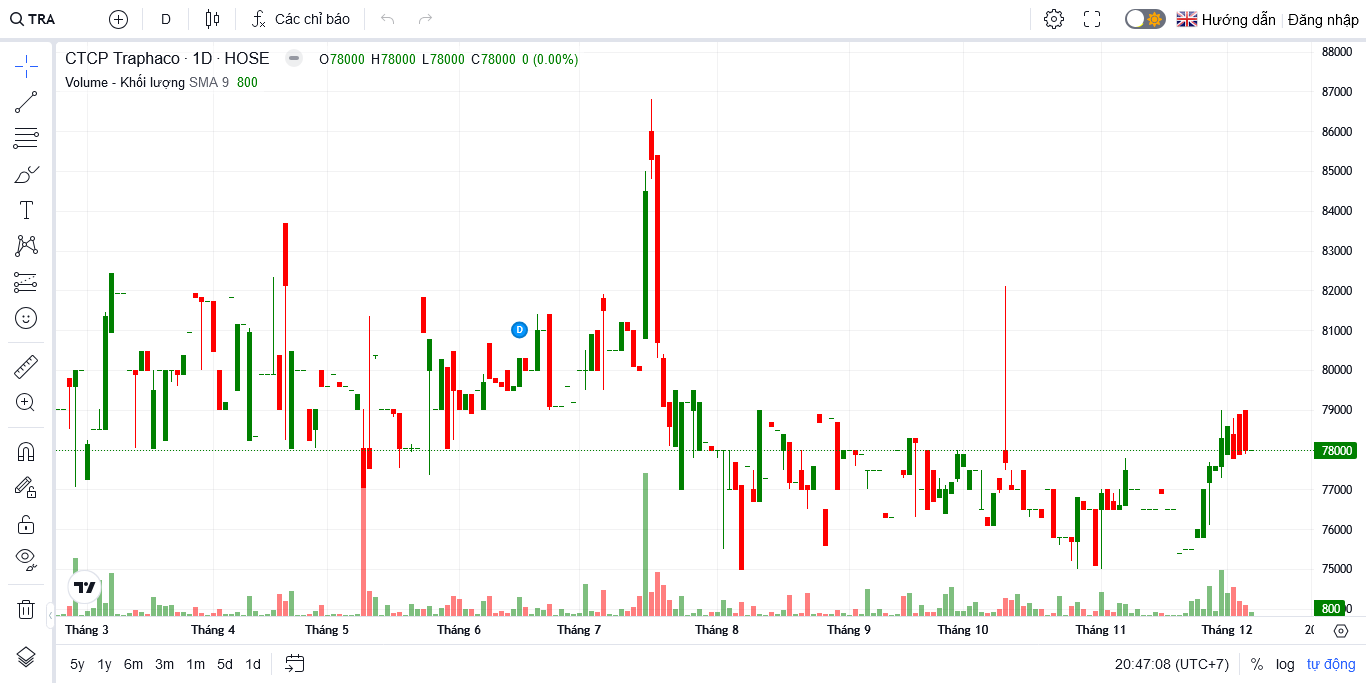 TRA D Các chỉ báo Hướng dẫn Đăng nhập
CTCP Traphaco · 1D · HOSE O78000 H78000 L78000 C78000 0 (0.00%)
Volume - Khối lượng SMA 9 800
88000
87000
86000
85000
84000
83000
82000
81000
80000
79000
78000
77000
76000
75000
800
D
Tháng 3 Tháng 4 Tháng 5 Tháng 6 Tháng 7 Tháng 8 Tháng 9 Tháng 10 Tháng 11 Tháng 12
5y 1y 6m 3m 1m 5d 1d 20:47:08 (UTC+7) % log tự động